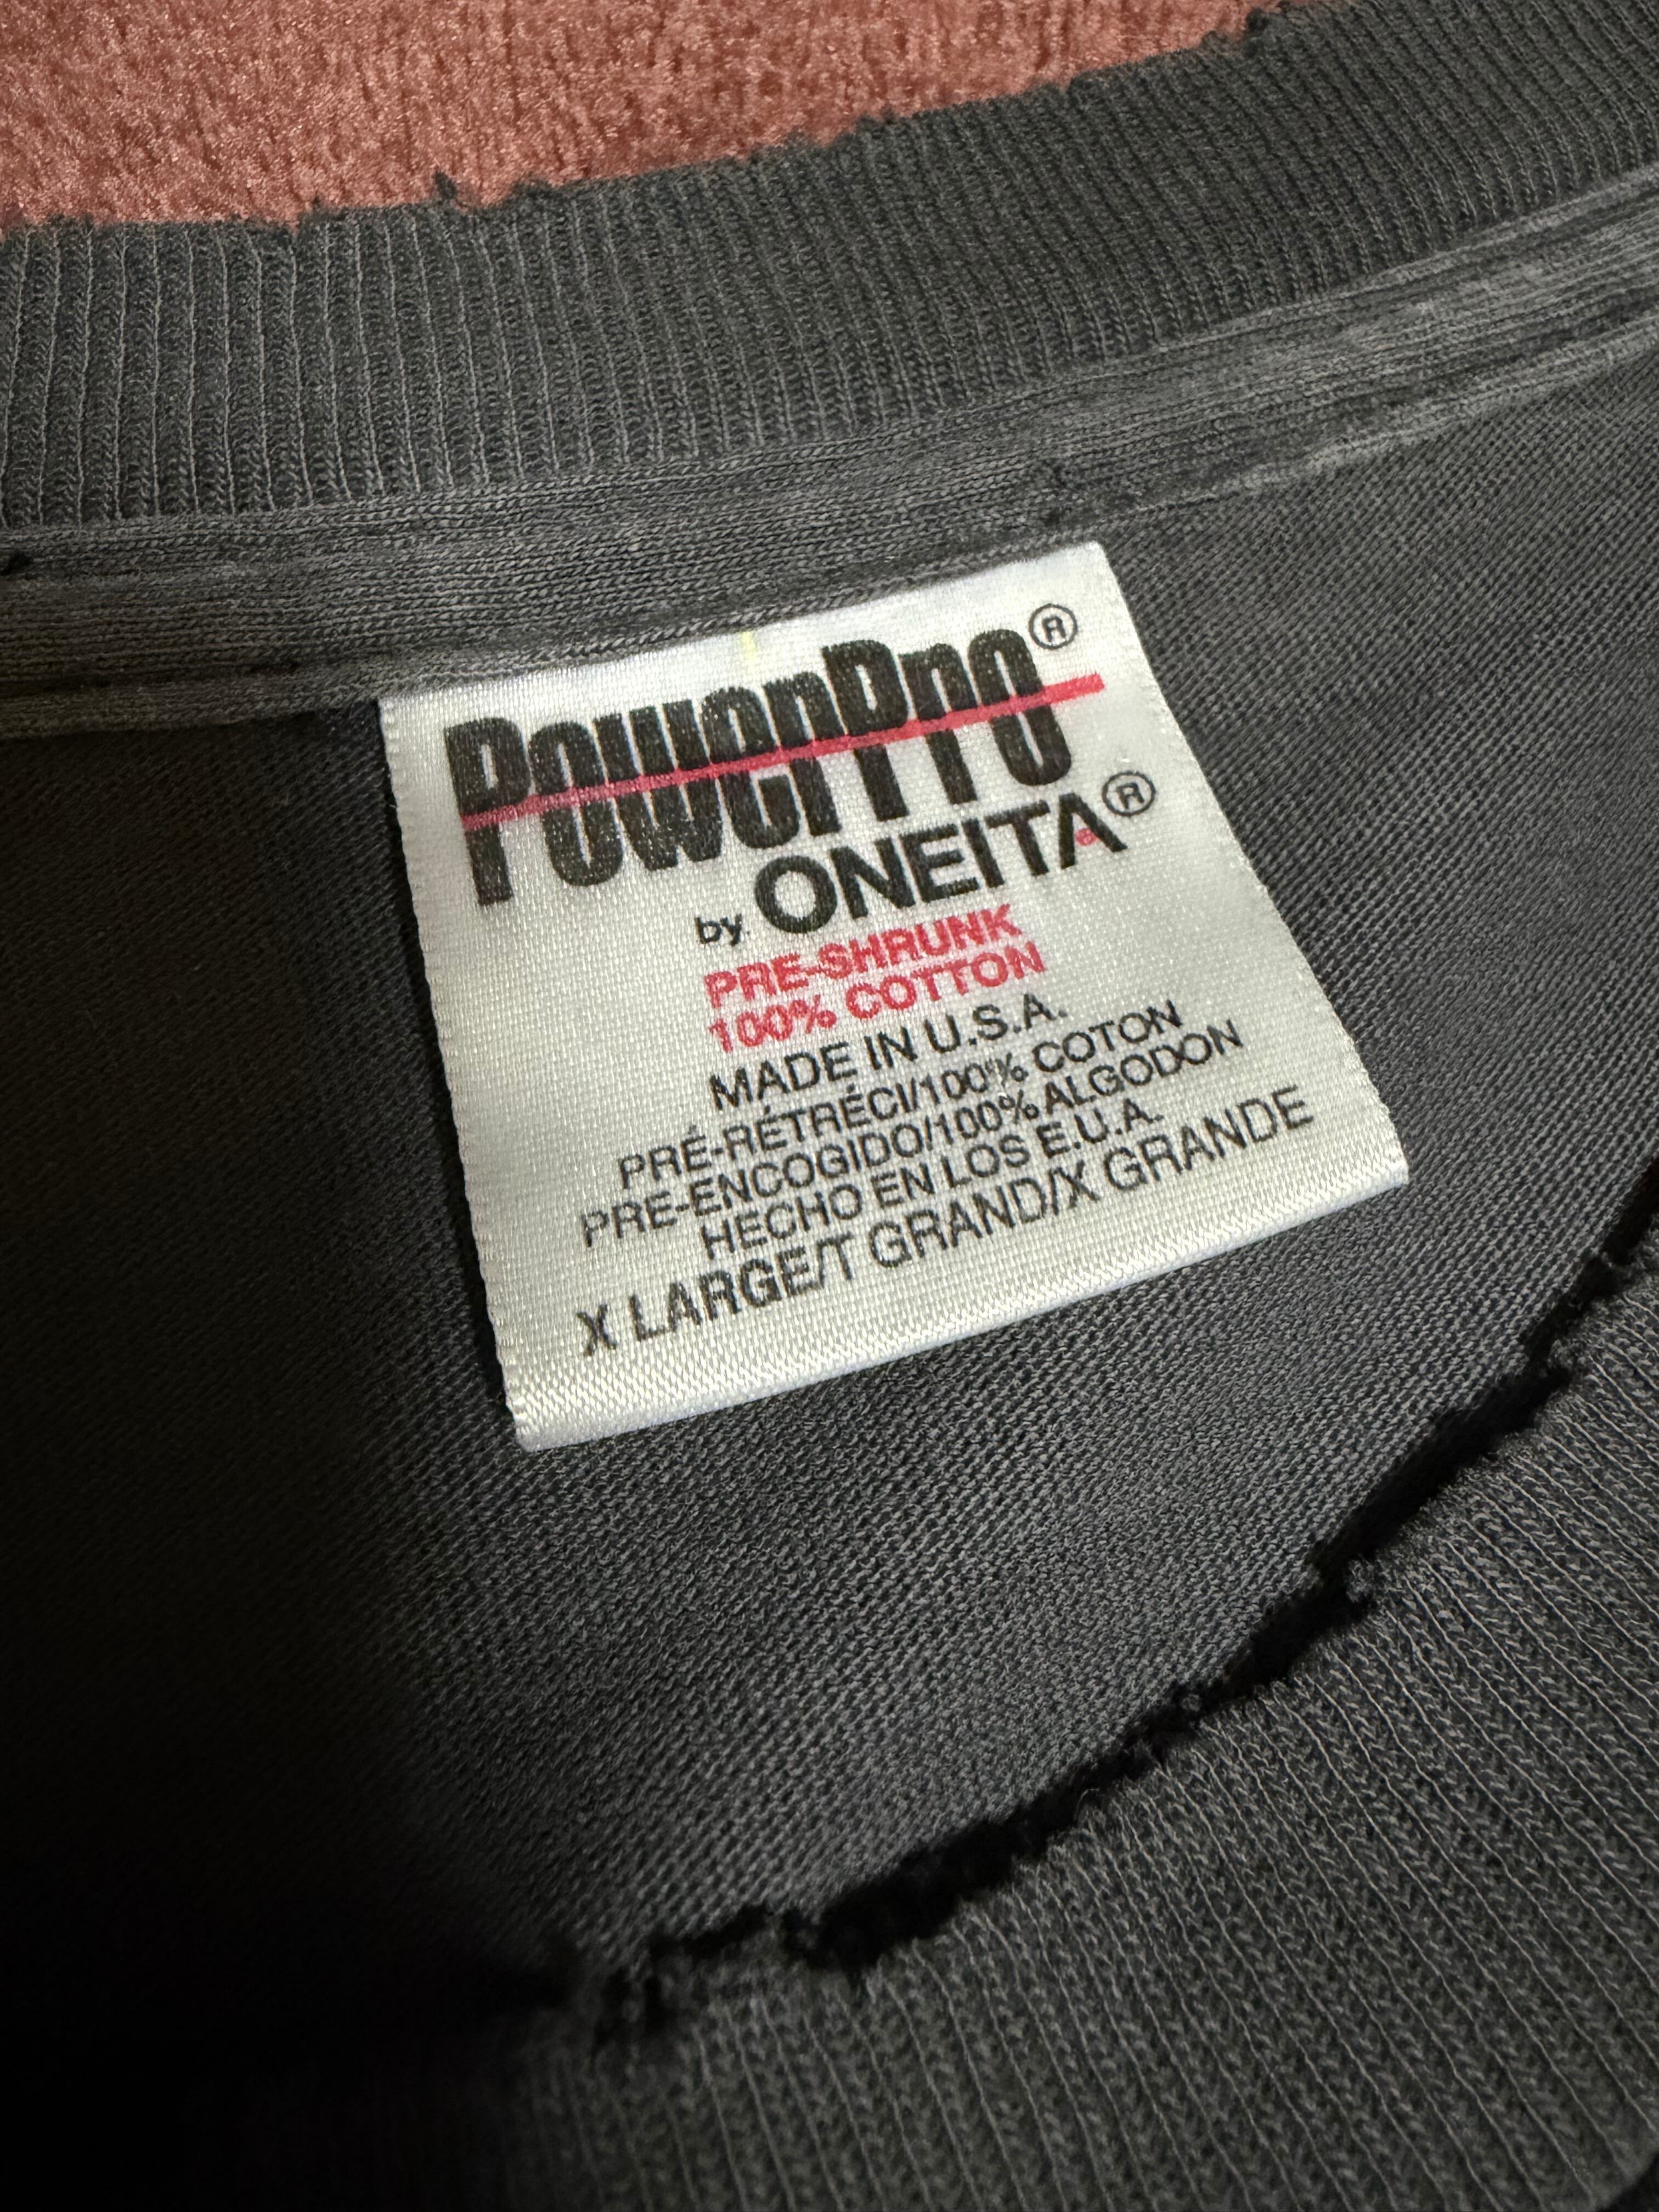 PowerPro®
by ONEITA®
PRE-SHRUNK
100% COTTON
MADE IN U.S.A.
PRÉ-RÉTRÉCI/100% COTON
PRE-ENCOGIDO/100% ALGODON
HECHO EN LOS E.U.A.
X LARGE/T GRAND/X GRANDE